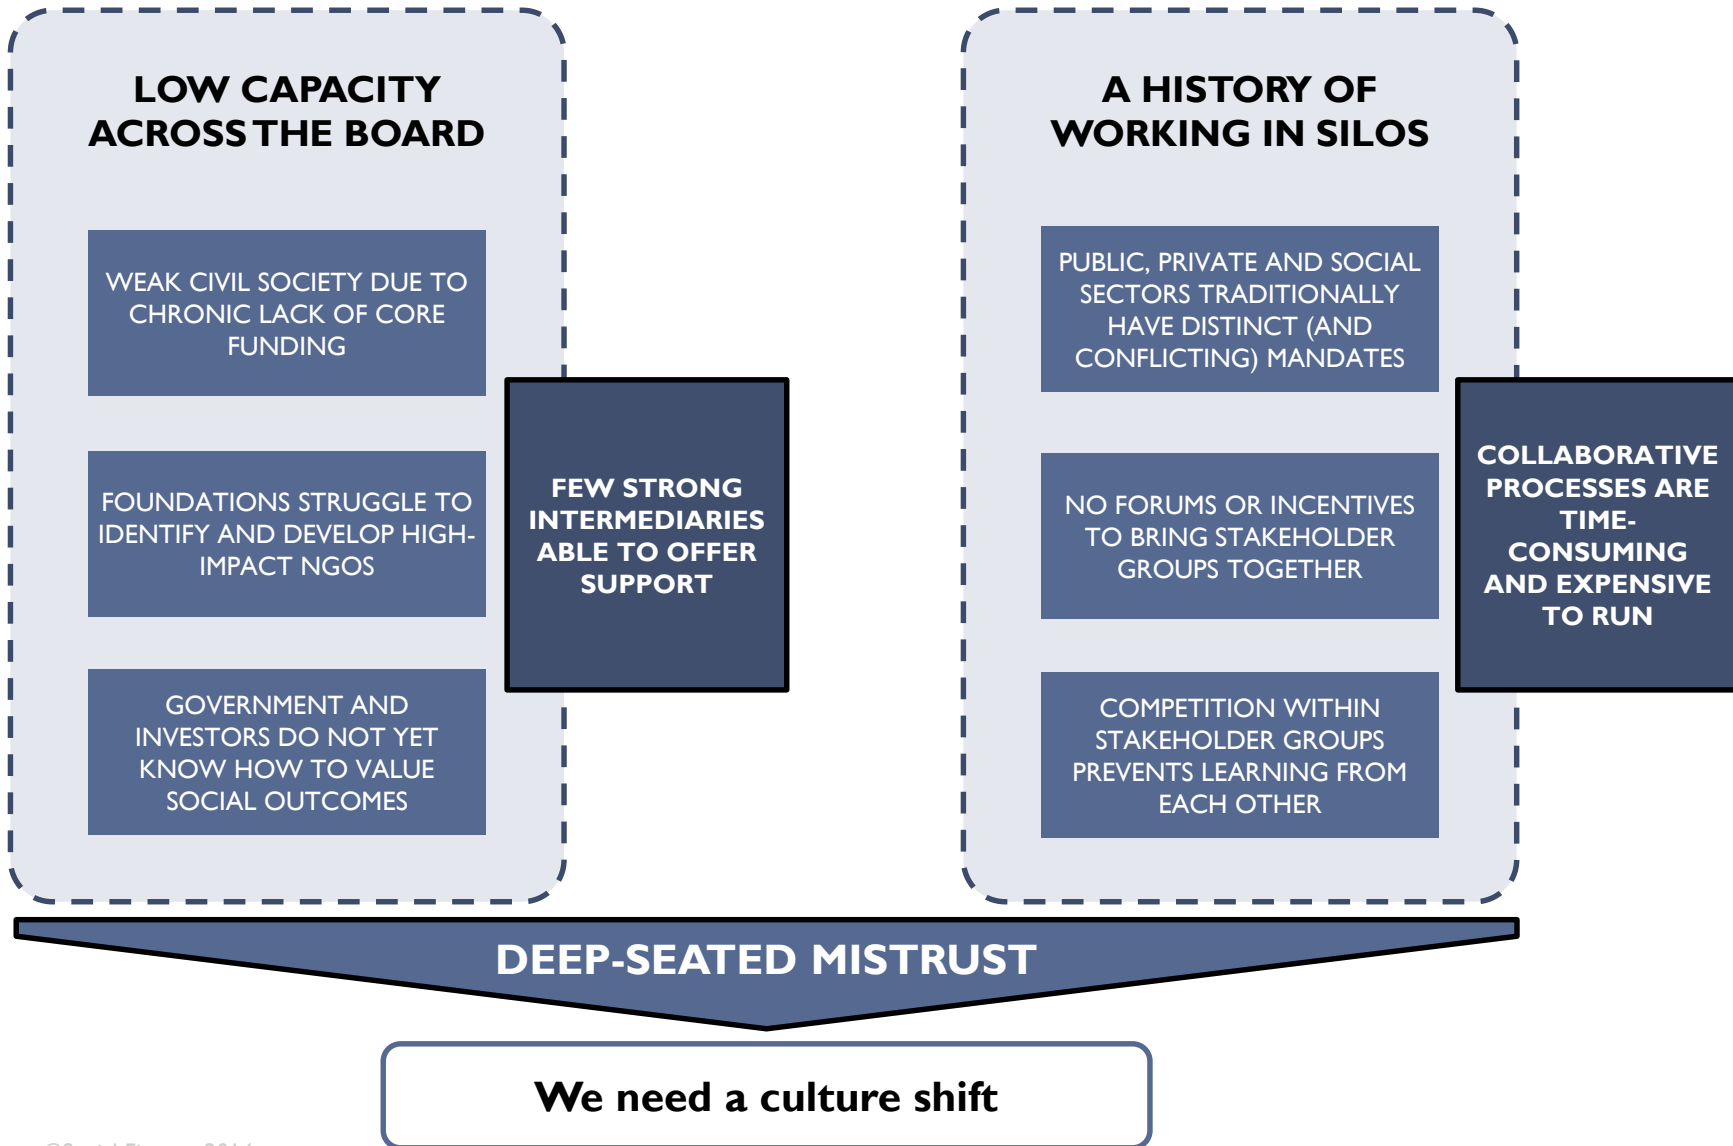 LOW CAPACITY
ACROSS THE BOARD
WEAK CIVIL SOCIETY DUE TO
CHRONIC LACK OF CORE
FUNDING
FOUNDATIONS STRUGGLE TO
IDENTIFY AND DEVELOP HIGH-
IMPACT NGOS
GOVERNMENT AND
INVESTORS DO NOT YET
KNOW HOW TO VALUE
SOCIAL OUTCOMES
FEW STRONG
INTERMEDIARIES
ABLE TO OFFER
SUPPORT
A HISTORY OF
WORKING IN SILOS
PUBLIC, PRIVATE AND SOCIAL
SECTORS TRADITIONALLY
HAVE DISTINCT (AND
CONFLICTING) MANDATES
NO FORUMS OR INCENTIVES
TO BRING STAKEHOLDER
GROUPS TOGETHER
COMPETITION WITHIN
STAKEHOLDER GROUPS
PREVENTS LEARNING FROM
EACH OTHER
COLLABORATIVE
PROCESSES ARE
TIME-
CONSUMING
AND EXPENSIVE
TO RUN
DEEP-SEATED MISTRUST
We need a culture shift